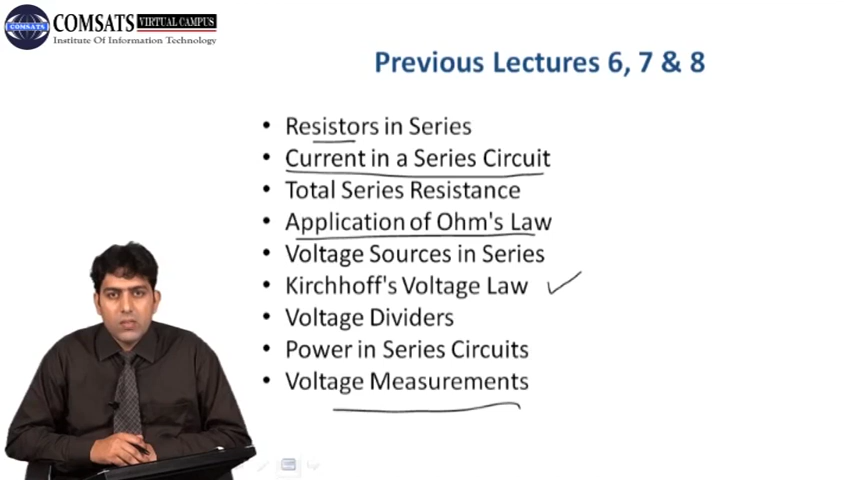 COMSATS VIRTUAL CAMPUS
Institute Of Information Technology
COMSATS
Previous Lectures 6, 7 & 8
• Resistors in Series
• Current in a Series Circuit
• Total Series Resistance
• Application of Ohm's Law
• Voltage Sources in Series
• Kirchhoff's Voltage Law
• Voltage Dividers
• Power in Series Circuits
• Voltage Measurements